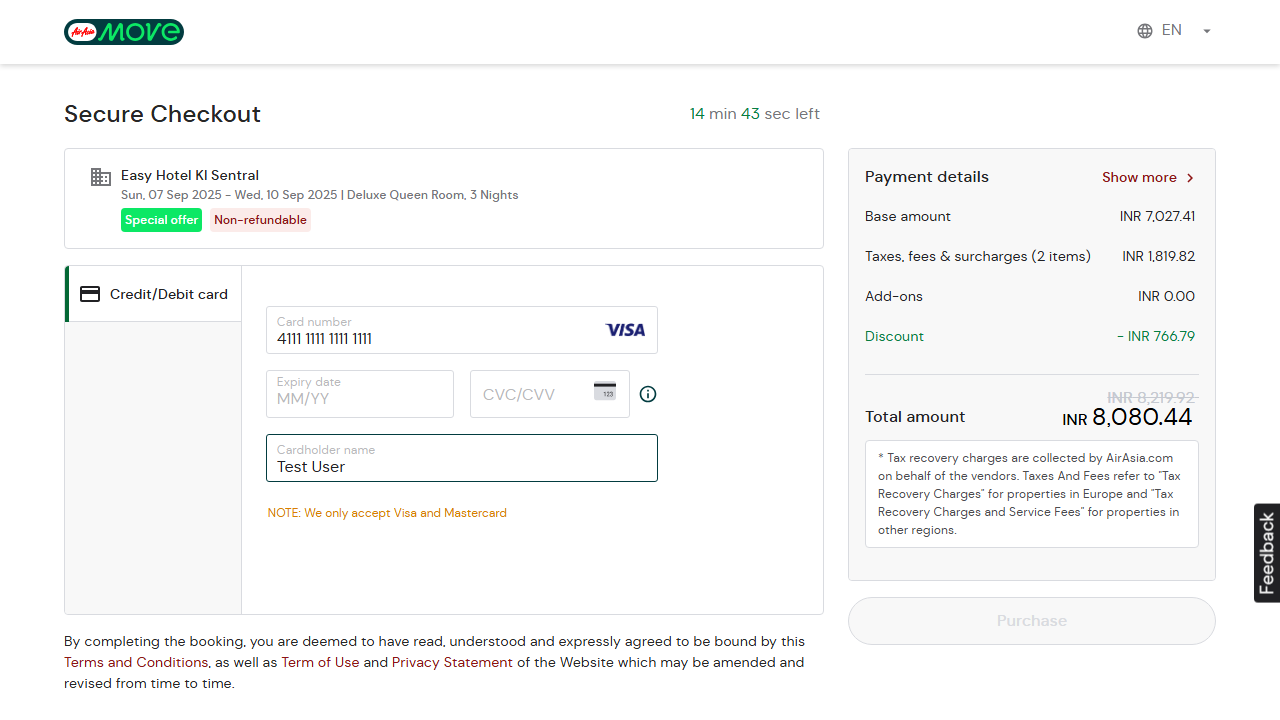 AirAsia MOVE
EN
Secure Checkout
14 min 43 sec left
Easy Hotel Kl Sentral
Sun, 07 Sep 2025 - Wed, 10 Sep 2025 | Deluxe Queen Room, 3 Nights
Special offer Non-refundable
Credit/Debit card
Card number
4111 1111 1111 1111
VISA
Expiry date
MM/YY
CVC/CVV
123
Cardholder name
Test User
NOTE: We only accept Visa and Mastercard
By completing the booking, you are deemed to have read, understood and expressly agreed to be bound by this
Terms and Conditions, as well as Term of Use and Privacy Statement of the Website which may be amended and
revised from time to time.
Payment details Show more
Base amount INR 7,027.41
Taxes, fees & surcharges (2 items) INR 1,819.82
Add-ons INR 0.00
Discount - INR 766.79
INR 8,219.92
Total amount INR 8,080.44
* Tax recovery charges are collected by AirAsia.com
on behalf of the vendors. Taxes And Fees refer to "Tax
Recovery Charges" for properties in Europe and "Tax
Recovery Charges and Service Fees" for properties in
other regions.
Purchase
Feedback